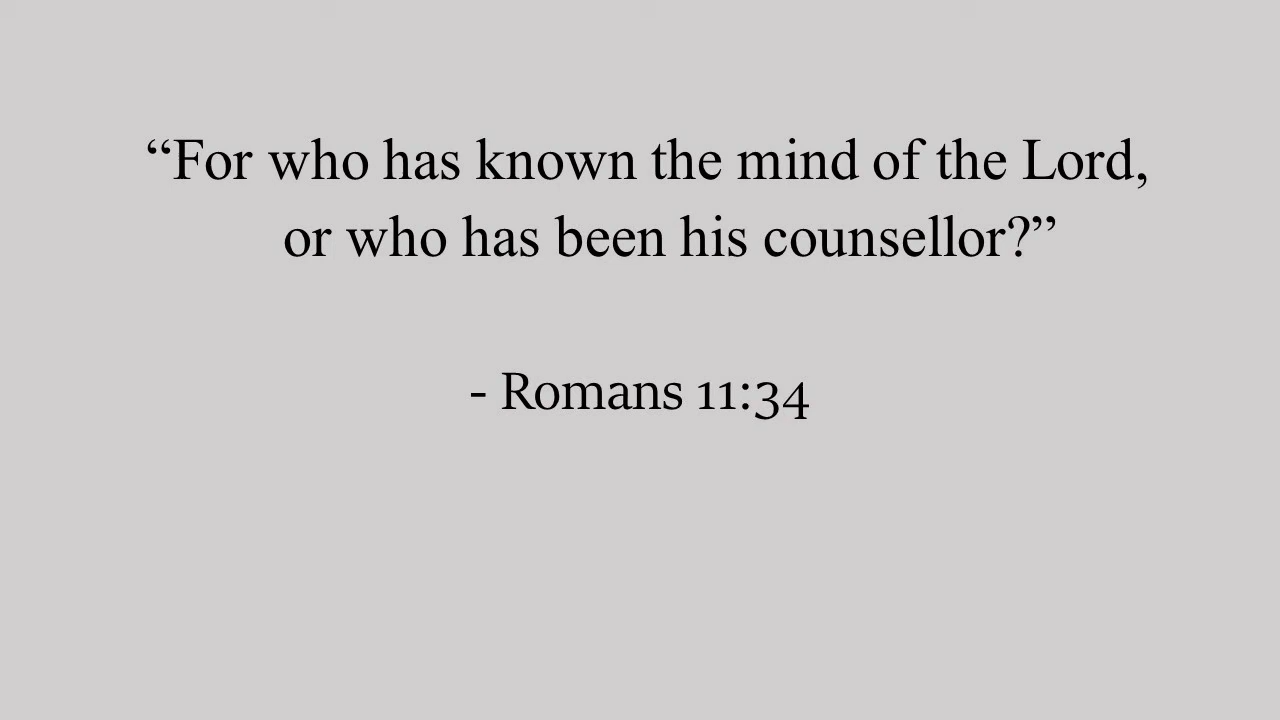 “For who has known the mind of the Lord,
or who has been his counsellor?”
- Romans 11:34